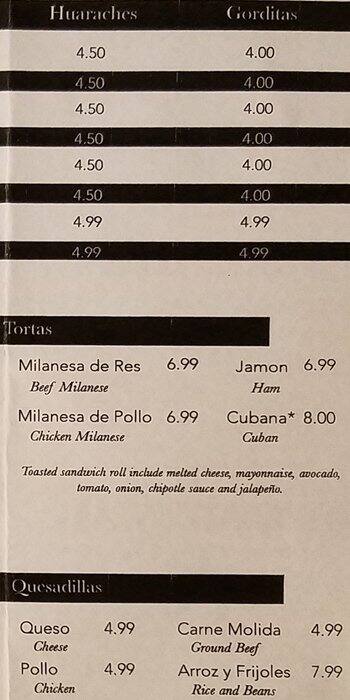 Huaraches Gorditas
4.50 4.00
4.50 4.00
4.50 4.00
4.50 4.00
4.50 4.00
4.50 4.00
4.99 4.99
4.99 4.99
Tortas
Milanesa de Res 6.99 Jamon 6.99
Beef Milanese Ham
Milanesa de Pollo 6.99 Cubana* 8.00
Chicken Milanese Cuban
Toasted sandwich roll include melted cheese, mayonnaise, avocado,
tomato, onion, chipotle sauce and jalapeño.
Quesadillas
Queso 4.99 Carne Molida 4.99
Cheese Ground Beef
Pollo 4.99 Arroz y Frijoles 7.99
Chicken Rice and Beans